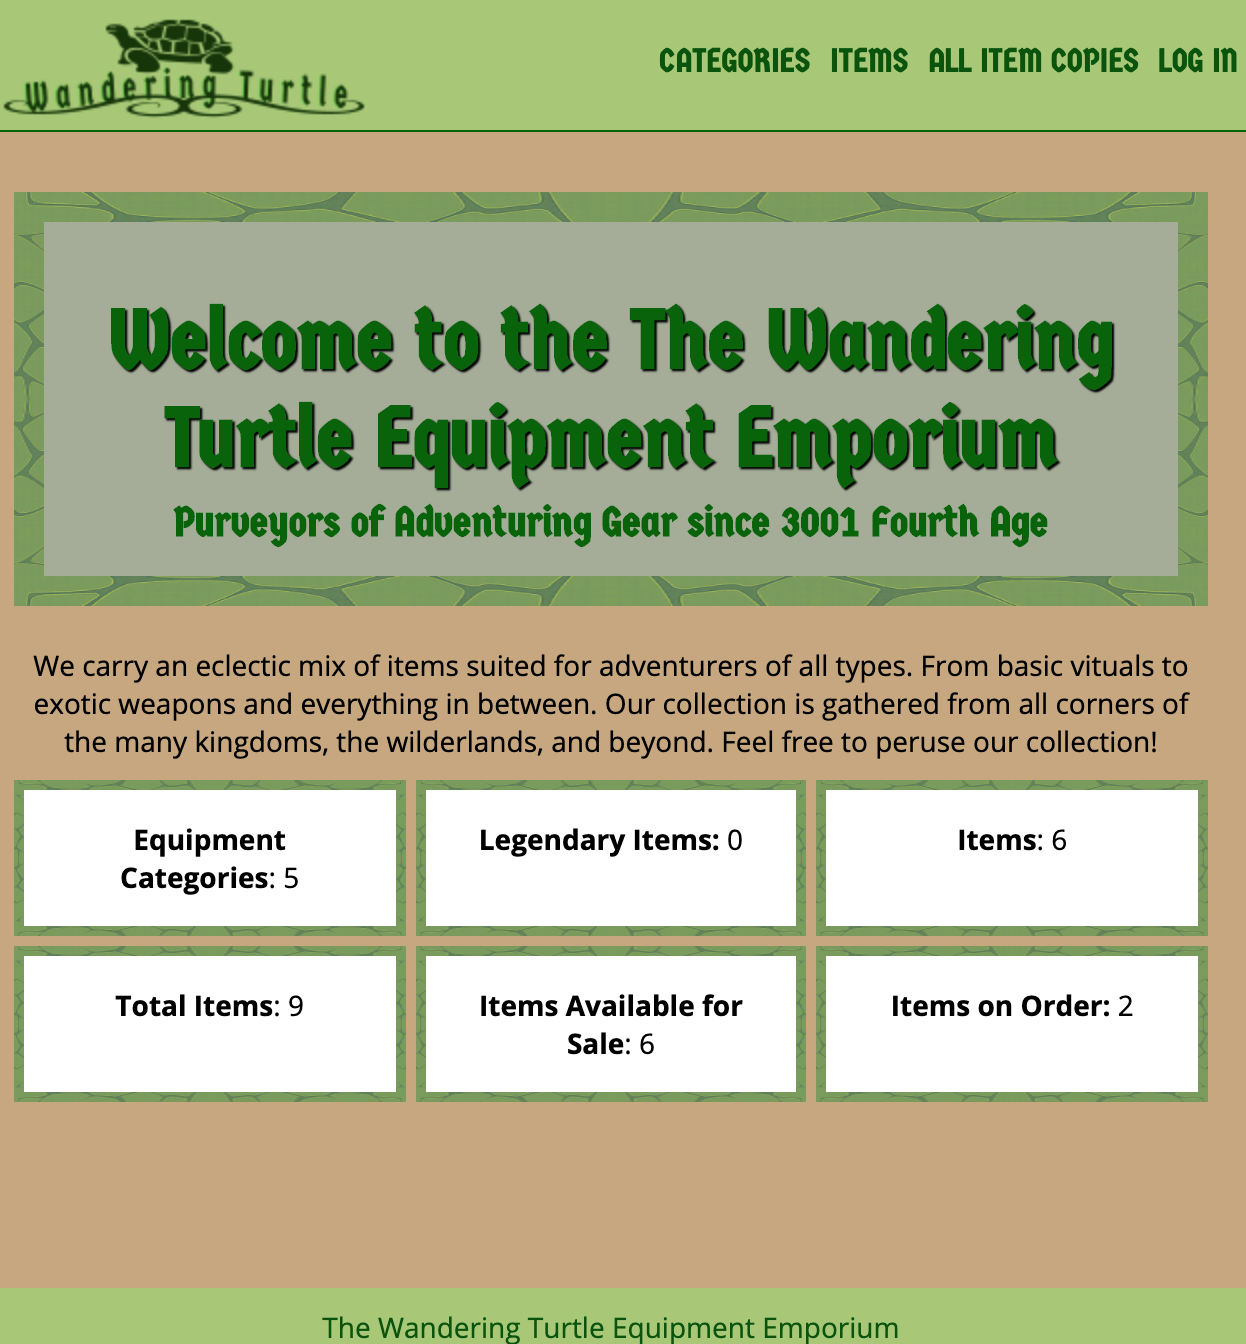 Wandering Turtle
CATEGORIES ITEMS ALL ITEM COPIES LOG IN
Welcome to the The Wandering
Turtle Equipment Emporium
Purveyors of Adventuring Gear since 3001 Fourth Age
We carry an eclectic mix of items suited for adventurers of all types. From basic vituals to
exotic weapons and everything in between. Our collection is gathered from all corners of
the many kingdoms, the wilderlands, and beyond. Feel free to peruse our collection!
Equipment
Categories: 5
Legendary Items: 0
Items: 6
Total Items: 9
Items Available for
Sale: 6
Items on Order: 2
The Wandering Turtle Equipment Emporium